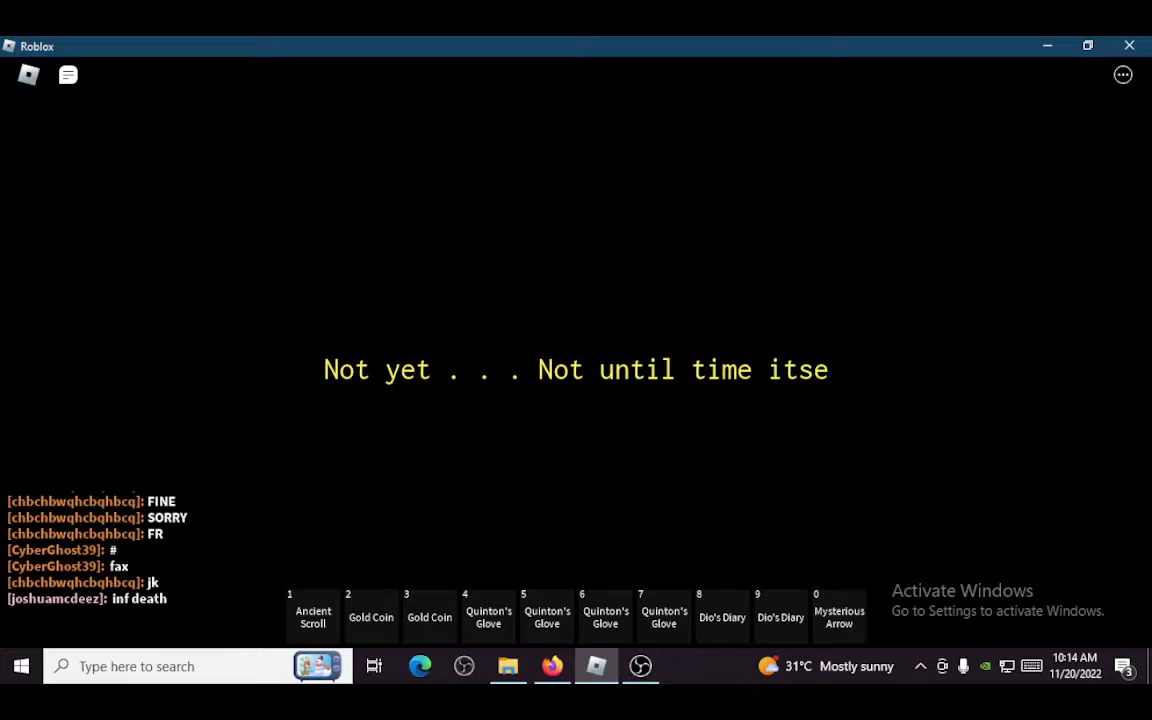 Roblox
Not yet . . . Not until time itse
[chbchbwqhcbqhbcq]: FINE
[chbchbwqhcbqhbcq]: SORRY
[chbchbwqhcbqhbcq]: FR
[CyberGhost39]: #
[CyberGhost39]: fax
[chbchbwqhcbqhbcq]: jk
[joshuamcdeez]: inf death
1 2 3 4 5 6 7 8 9 0
Ancient Scroll
Gold Coin
Gold Coin
Quinton's Glove
Quinton's Glove
Quinton's Glove
Quinton's Glove
Dio's Diary
Dio's Diary
Mysterious Arrow
Activate Windows
Go to Settings to activate Windows.
Type here to search
31°C Mostly sunny
10:14 AM
11/20/2022
3